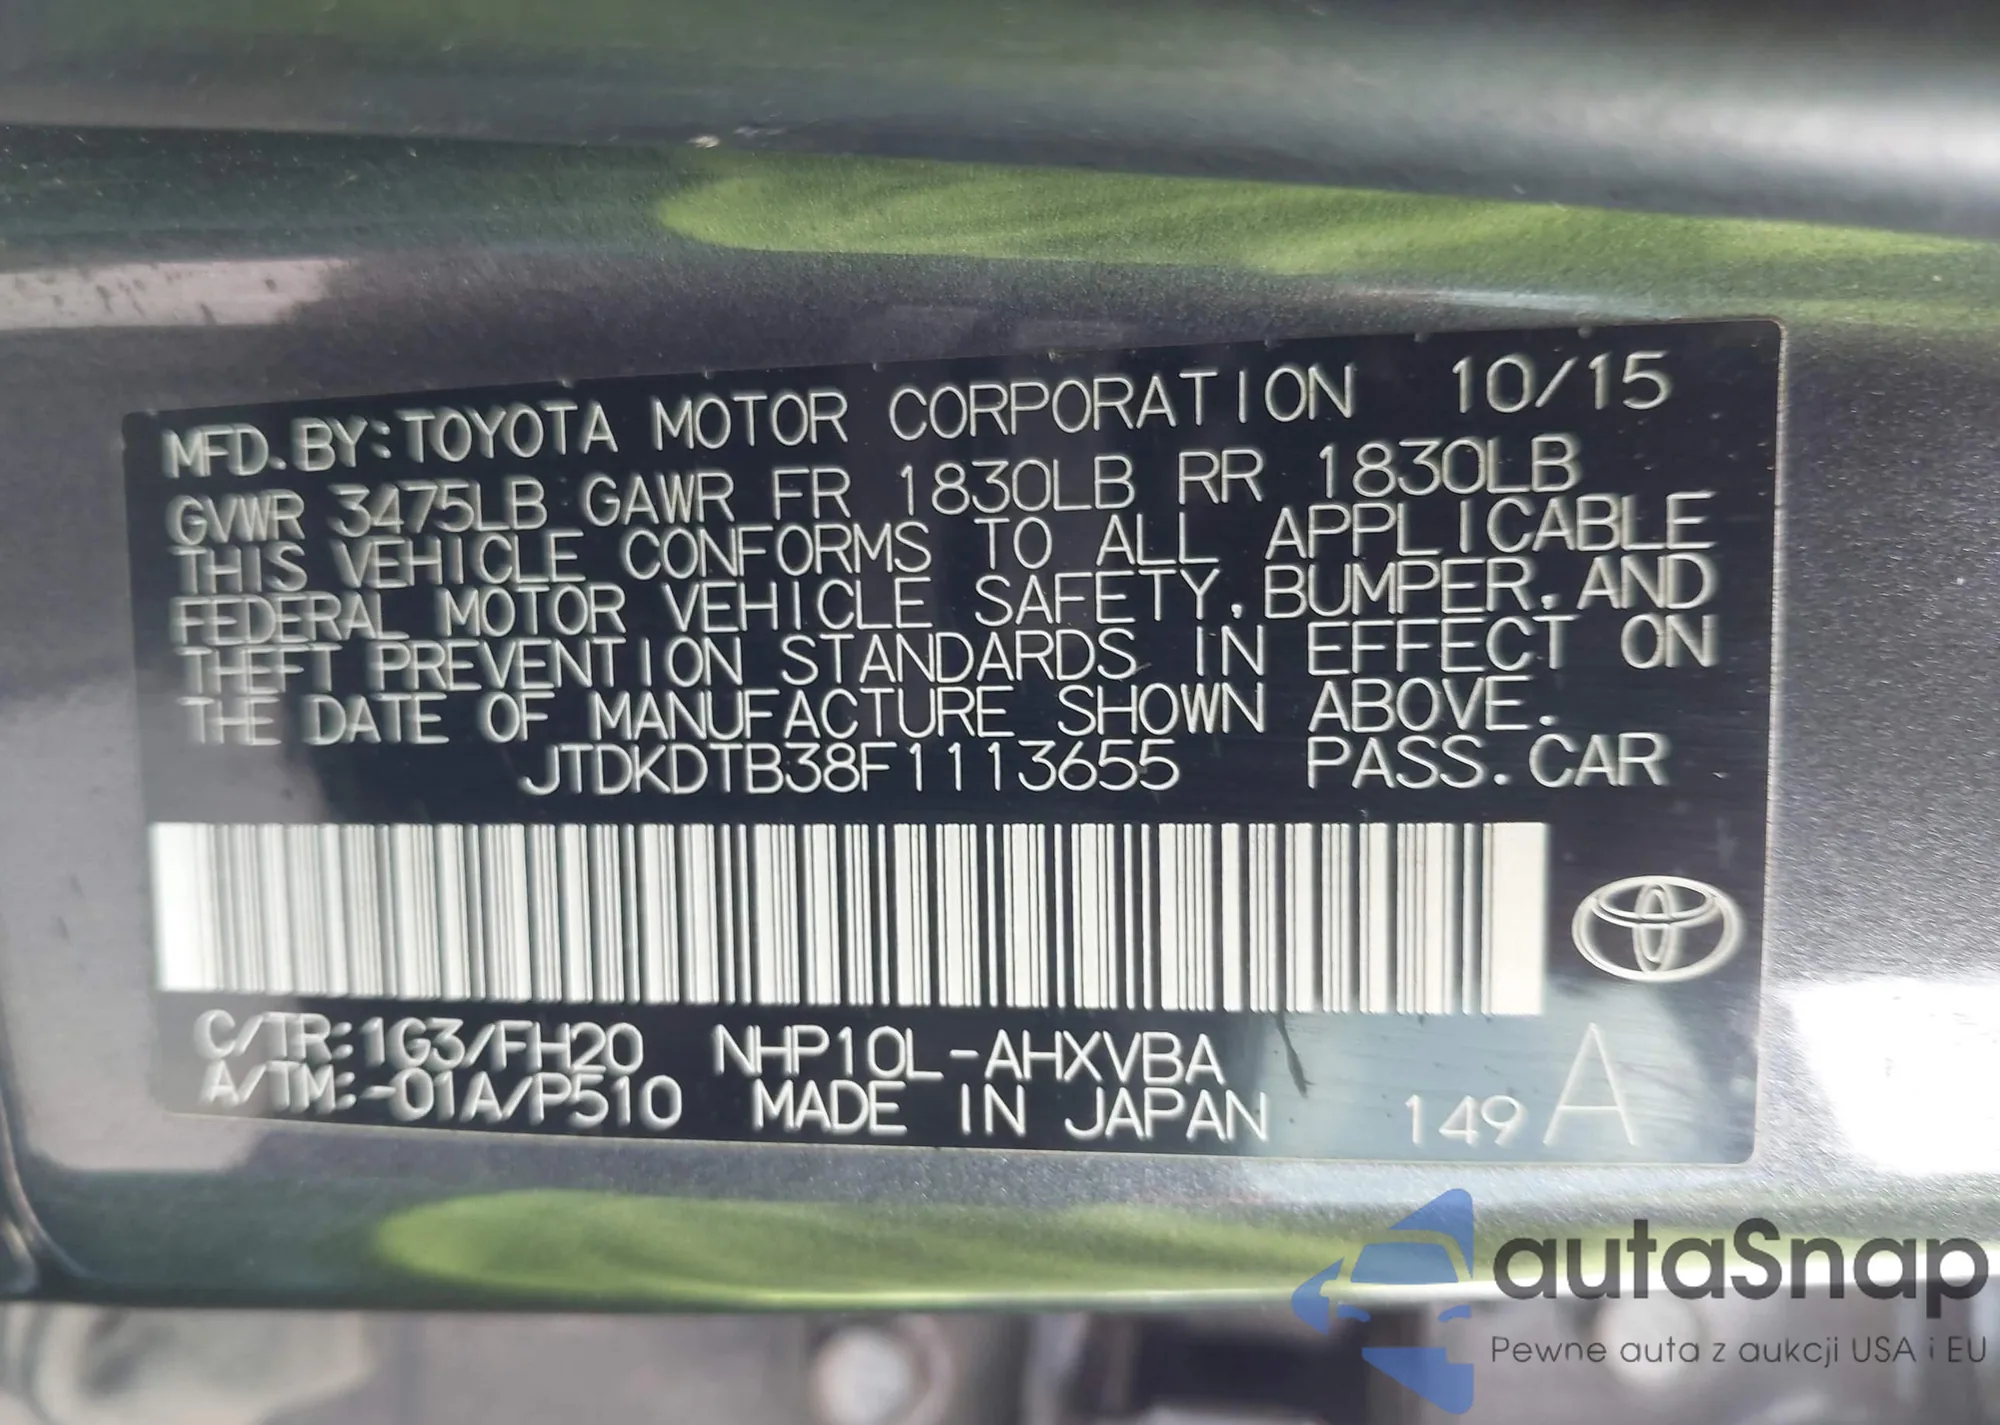 MFD. BY: TOYOTA MOTOR CORPORATION 10/15
GVWR 3475LB GAWR FR 1830LB RR 1830LB
THIS VEHICLE CONFORMS TO ALL APPLICABLE
FEDERAL MOTOR VEHICLE SAFETY, BUMPER, AND
THEFT PREVENTION STANDARDS IN EFFECT ON
THE DATE OF MANUFACTURE SHOWN ABOVE.
JTDKDTB38F1113655 PASS. CAR
C/TR:1G3/FH20 NHP10L-AHXVBA
A/TM:-01A/P510 MADE IN JAPAN 149 A
autaSnap
Pewne auta z aukcji USA i EU